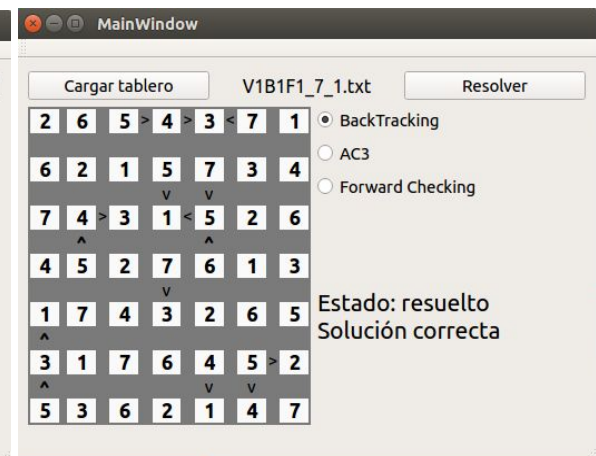 MainWindow
Cargar tablero V1B1F1_7_1.txt Resolver
2 6 5 > 4 > 3 < 7 1
BackTracking
6 2 1 5 7 3 4
AC3
v v
Forward Checking
7 4 > 3 1 < 5 2 6
^ ^
4 5 2 7 6 1 3
v
1 7 4 3 2 6 5
^
3 1 7 6 4 5 > 2
^ v v
5 3 6 2 1 4 7
Estado: resuelto
Solución correcta